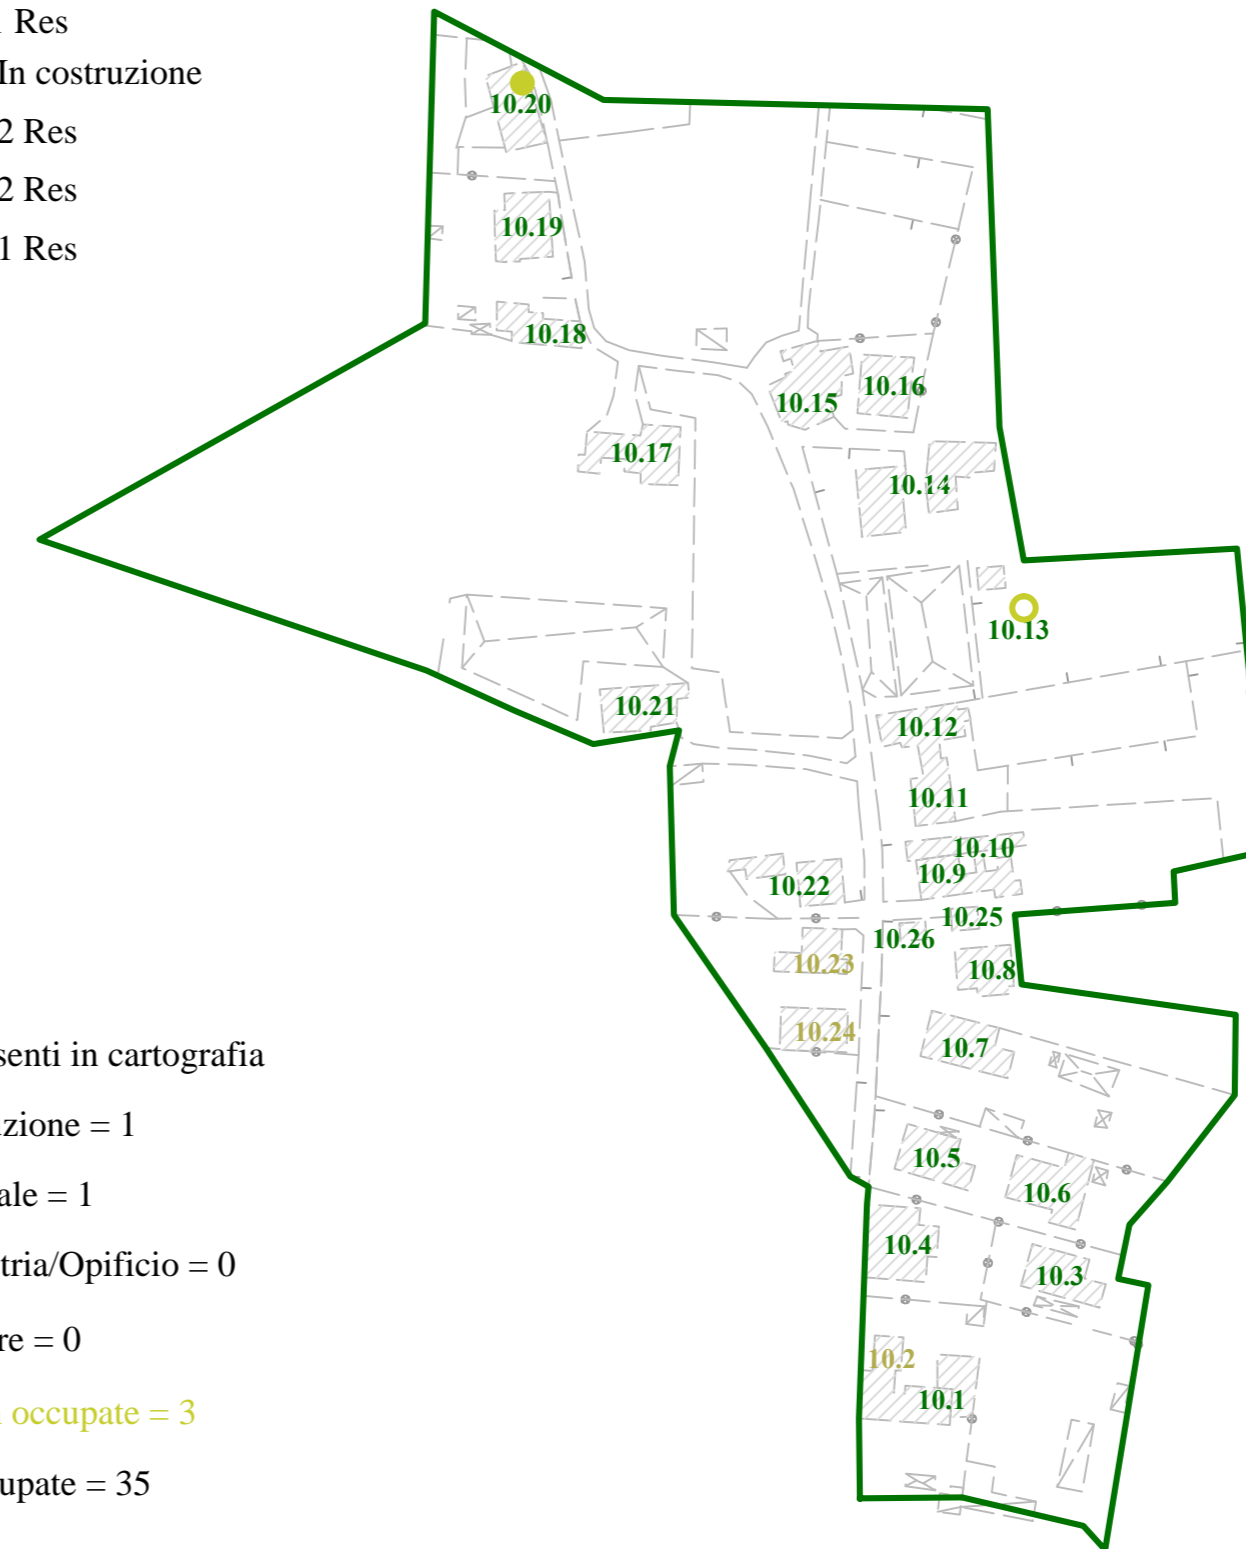 Res
In costruzione
2 Res
2 Res
1 Res
senti in cartografia
zione = 1
ale = 1
tria/Opificio = 0
re = 0
occupate = 3
upate = 35
10.20
10.19
10.18
10.17
10.15
10.16
10.14
10.13
10.21
10.12
10.11
10.10
10.9
10.22
10.25
10.26
10.23
10.8
10.24
10.7
10.5
10.6
10.4
10.3
10.2
10.1